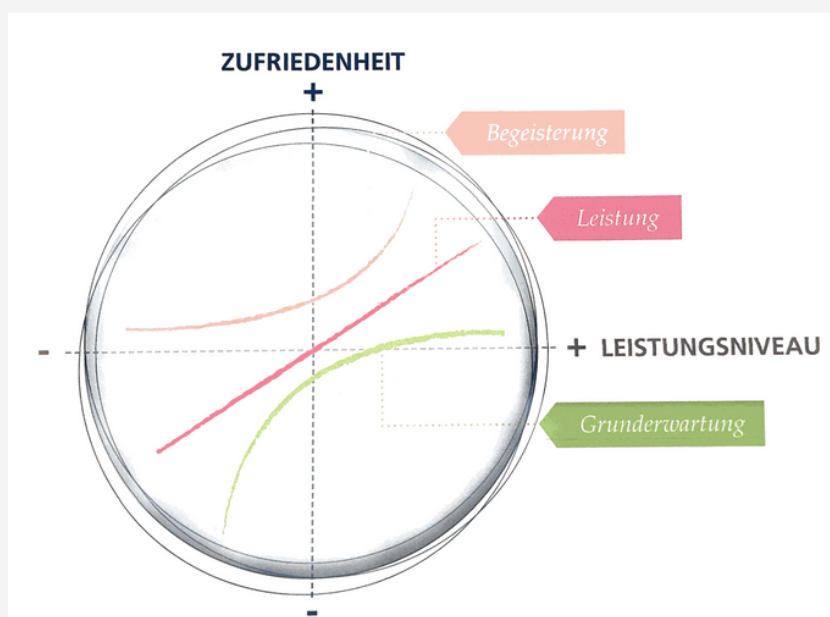 ZUFRIEDENHEIT
+
Begeisterung
Leistung
- + LEISTUNGSNIVEAU
Grunderwartung
-